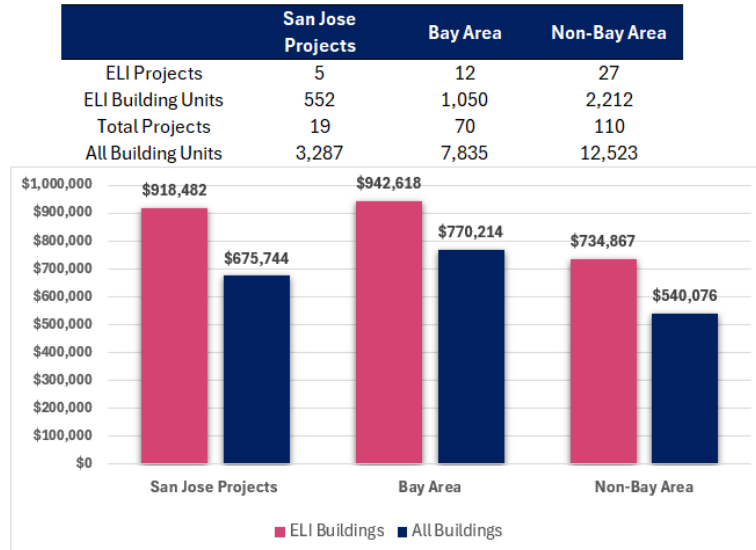 San Jose Projects Bay Area Non-Bay Area
ELI Projects 5 12 27
ELI Building Units 552 1,050 2,212
Total Projects 19 70 110
All Building Units 3,287 7,835 12,523
$1,000,000
$900,000
$800,000
$700,000
$600,000
$500,000
$400,000
$300,000
$200,000
$100,000
$0
$918,482
$675,744
$942,618
$770,214
$734,867
$540,076
San Jose Projects Bay Area Non-Bay Area
ELI Buildings All Buildings